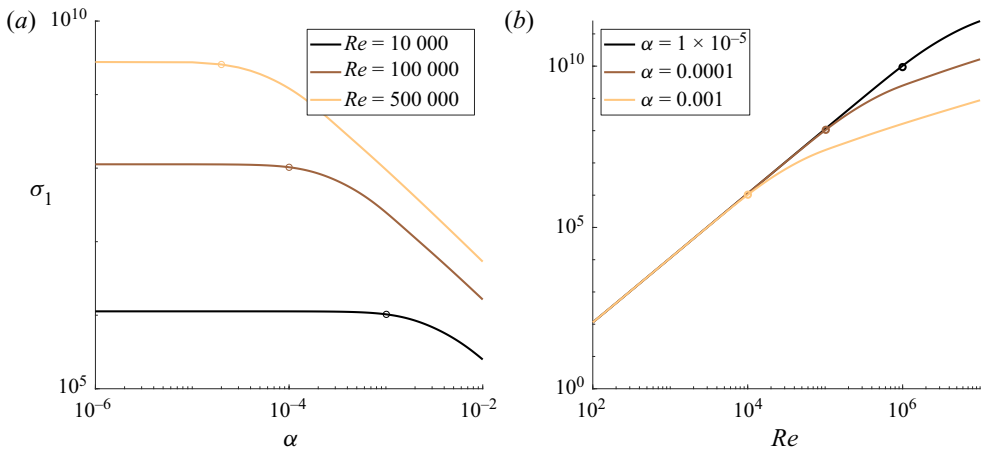 (a)
10^10
Re = 10 000
Re = 100 000
Re = 500 000
σ_1
10^5
10^−6
10^−4
10^−2
α
(b)
α = 1 × 10^−5
α = 0.0001
α = 0.001
10^10
10^5
10^0
10^2
10^4
10^6
Re